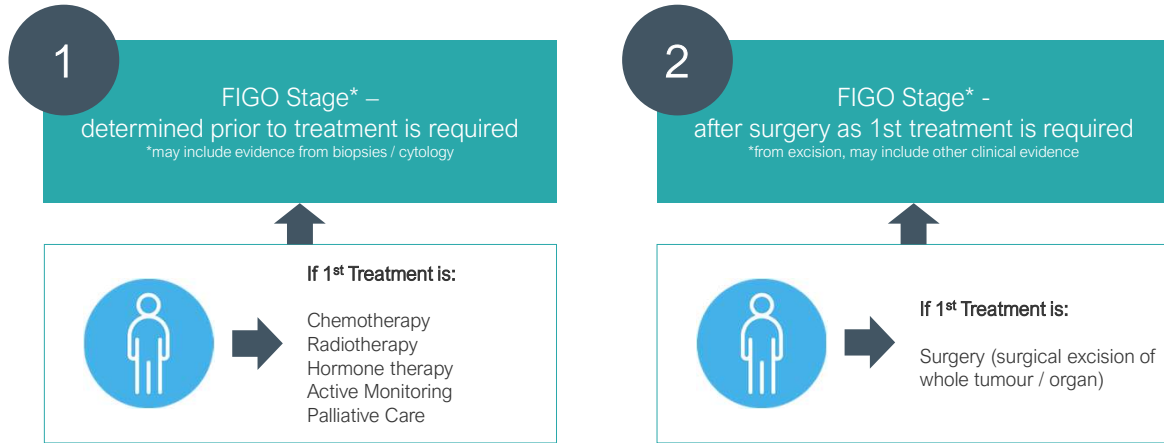 1
FIGO Stage* –
determined prior to treatment is required
*may include evidence from biopsies / cytology
If 1st Treatment is:
Chemotherapy
Radiotherapy
Hormone therapy
Active Monitoring
Palliative Care
2
FIGO Stage* -
after surgery as 1st treatment is required
*from excision, may include other clinical evidence
If 1st Treatment is:
Surgery (surgical excision of
whole tumour / organ)